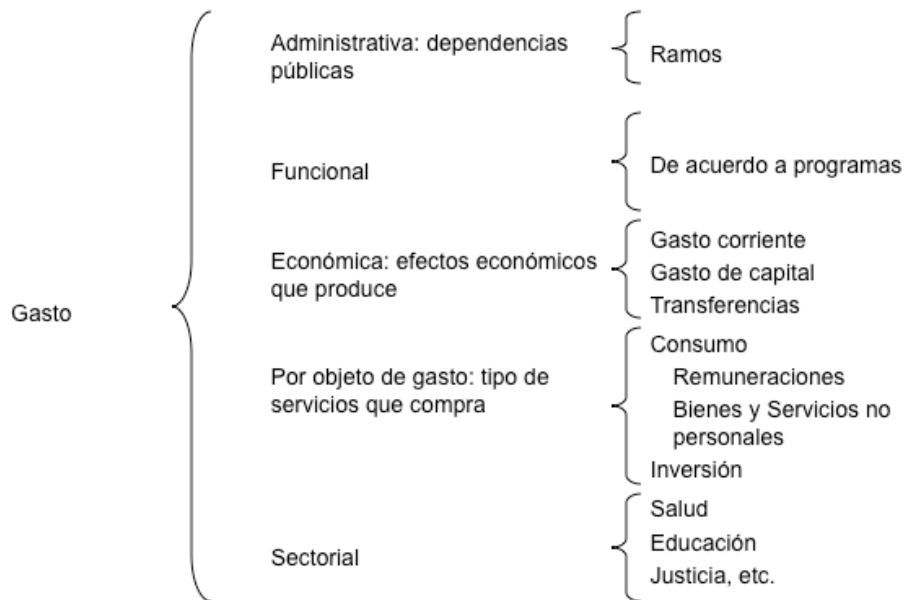 Gasto
Administrativa: dependencias
públicas
Ramos
Funcional
De acuerdo a programas
Económica: efectos económicos
que produce
Gasto corriente
Gasto de capital
Transferencias
Por objeto de gasto: tipo de
servicios que compra
Consumo
Remuneraciones
Bienes y Servicios no
personales
Inversión
Sectorial
Salud
Educación
Justicia, etc.